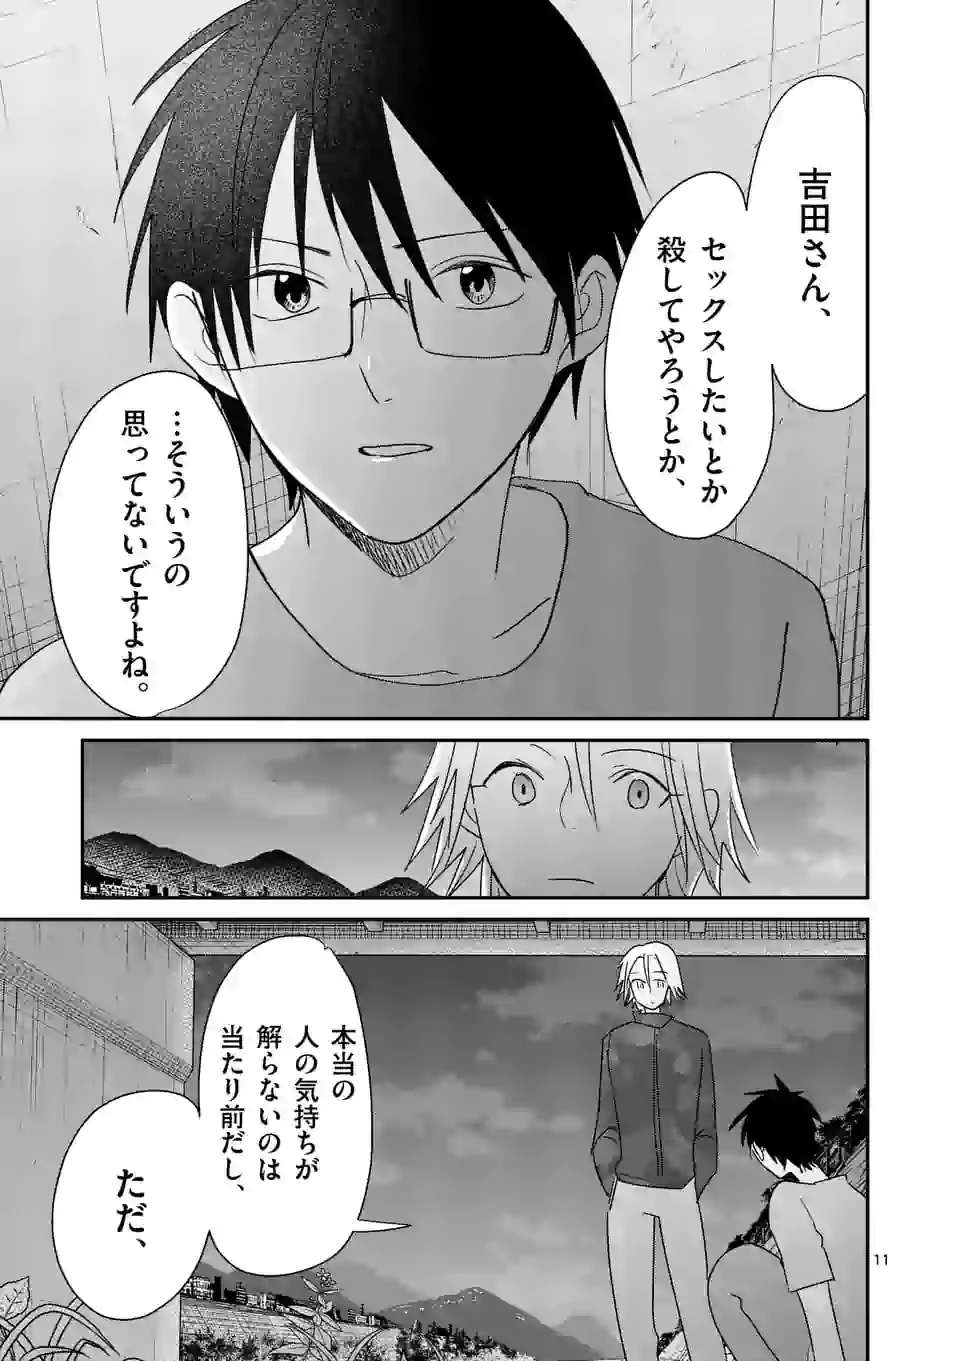 吉田さん、
セックスしたいとか
殺してやろうとか、
…そういうの
思ってないですよね。
本当の
人の気持ちが
解らないのは
当たり前だし、
ただ、
11